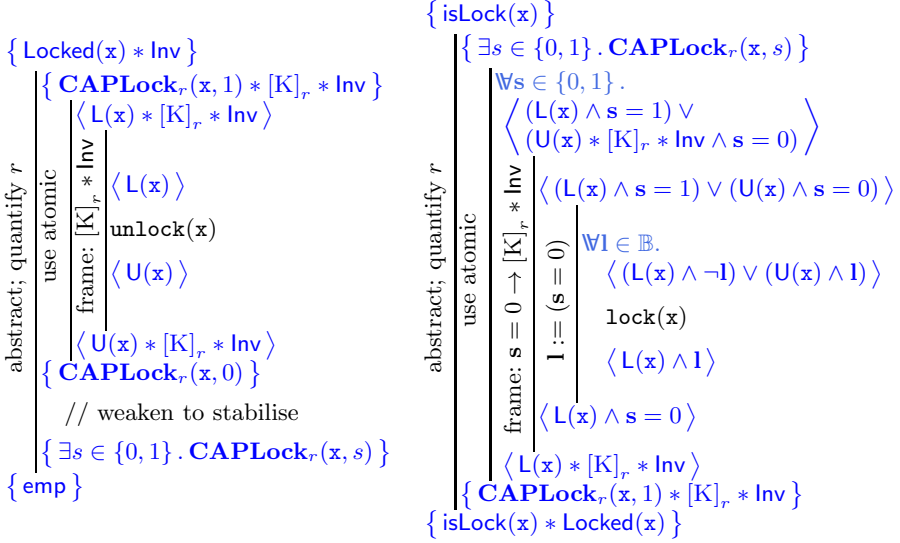 { Locked(x) ∗ Inv }
abstract; quantify r
{ CAPLock_r(x, 1) ∗ [K]_r ∗ Inv }
use atomic
⟨ L(x) ∗ [K]_r ∗ Inv ⟩
frame: [K]_r ∗ Inv
⟨ L(x) ⟩
unlock(x)
⟨ U(x) ⟩
⟨ U(x) ∗ [K]_r ∗ Inv ⟩
{ CAPLock_r(x, 0) }
// weaken to stabilise
{ ∃s ∈ {0, 1} . CAPLock_r(x, s) }
{ emp }
{ isLock(x) }
abstract; quantify r
{ ∃s ∈ {0, 1} . CAPLock_r(x, s) }
use atomic
∀s ∈ {0, 1} .
⟨ (L(x) ∧ s = 1) ∨
(U(x) ∗ [K]_r ∗ Inv ∧ s = 0) ⟩
frame: s = 0 → [K]_r ∗ Inv
⟨ (L(x) ∧ s = 1) ∨ (U(x) ∧ s = 0) ⟩
l := (s = 0)
∀l ∈ 𝔹.
⟨ (L(x) ∧ ¬l) ∨ (U(x) ∧ l) ⟩
lock(x)
⟨ L(x) ∧ l ⟩
⟨ L(x) ∧ s = 0 ⟩
⟨ L(x) ∗ [K]_r ∗ Inv ⟩
{ CAPLock_r(x, 1) ∗ [K]_r ∗ Inv }
{ isLock(x) ∗ Locked(x) }